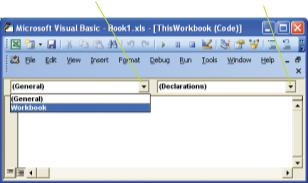 Microsoft Visual Basic - Book1.xls - [ThisWorkbook (Code)]
File Edit View Insert Format Debug Run Tools Window Help
(General) (Declarations)
(General)
Workbook